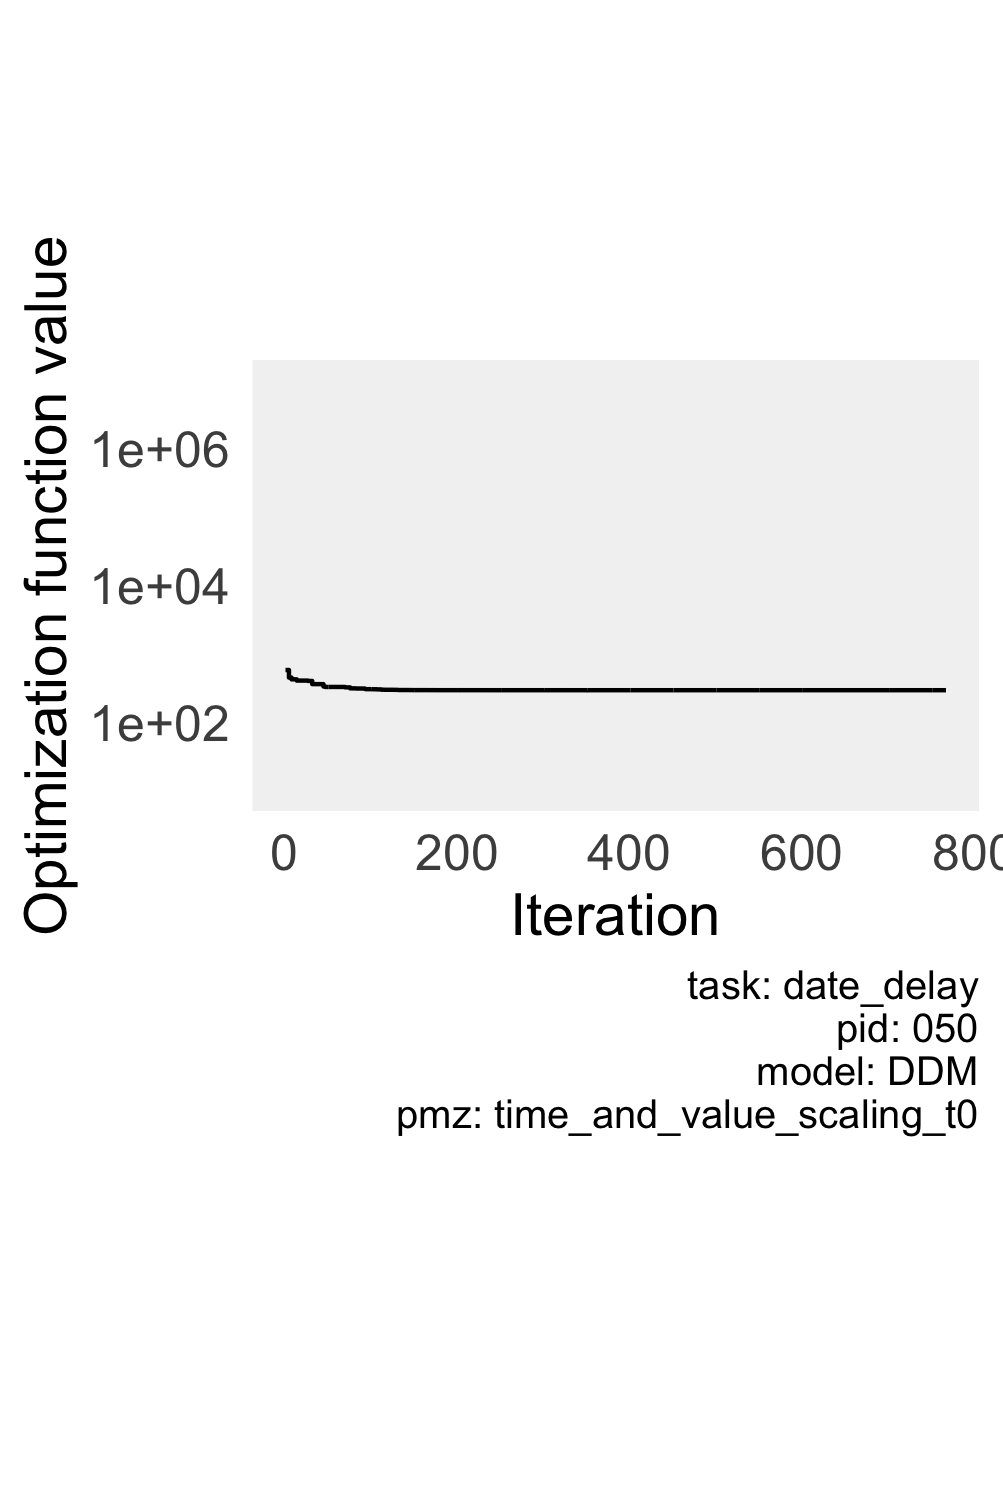 Optimization function value
1e+06
1e+04
1e+02
0 200 400 600 800
Iteration
task: date_delay
pid: 050
model: DDM
pmz: time_and_value_scaling_t0